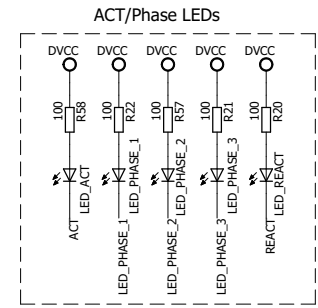 ACT/Phase LEDs
DVCC DVCC DVCC DVCC DVCC
100 R58 100 R22 100 R57 100 R21 100 R20
LED_ACT LED_PHASE_1 LED_PHASE_2 LED_PHASE_3 LED_REACT
ACT LED_PHASE_1 LED_PHASE_2 LED_PHASE_3 REACT